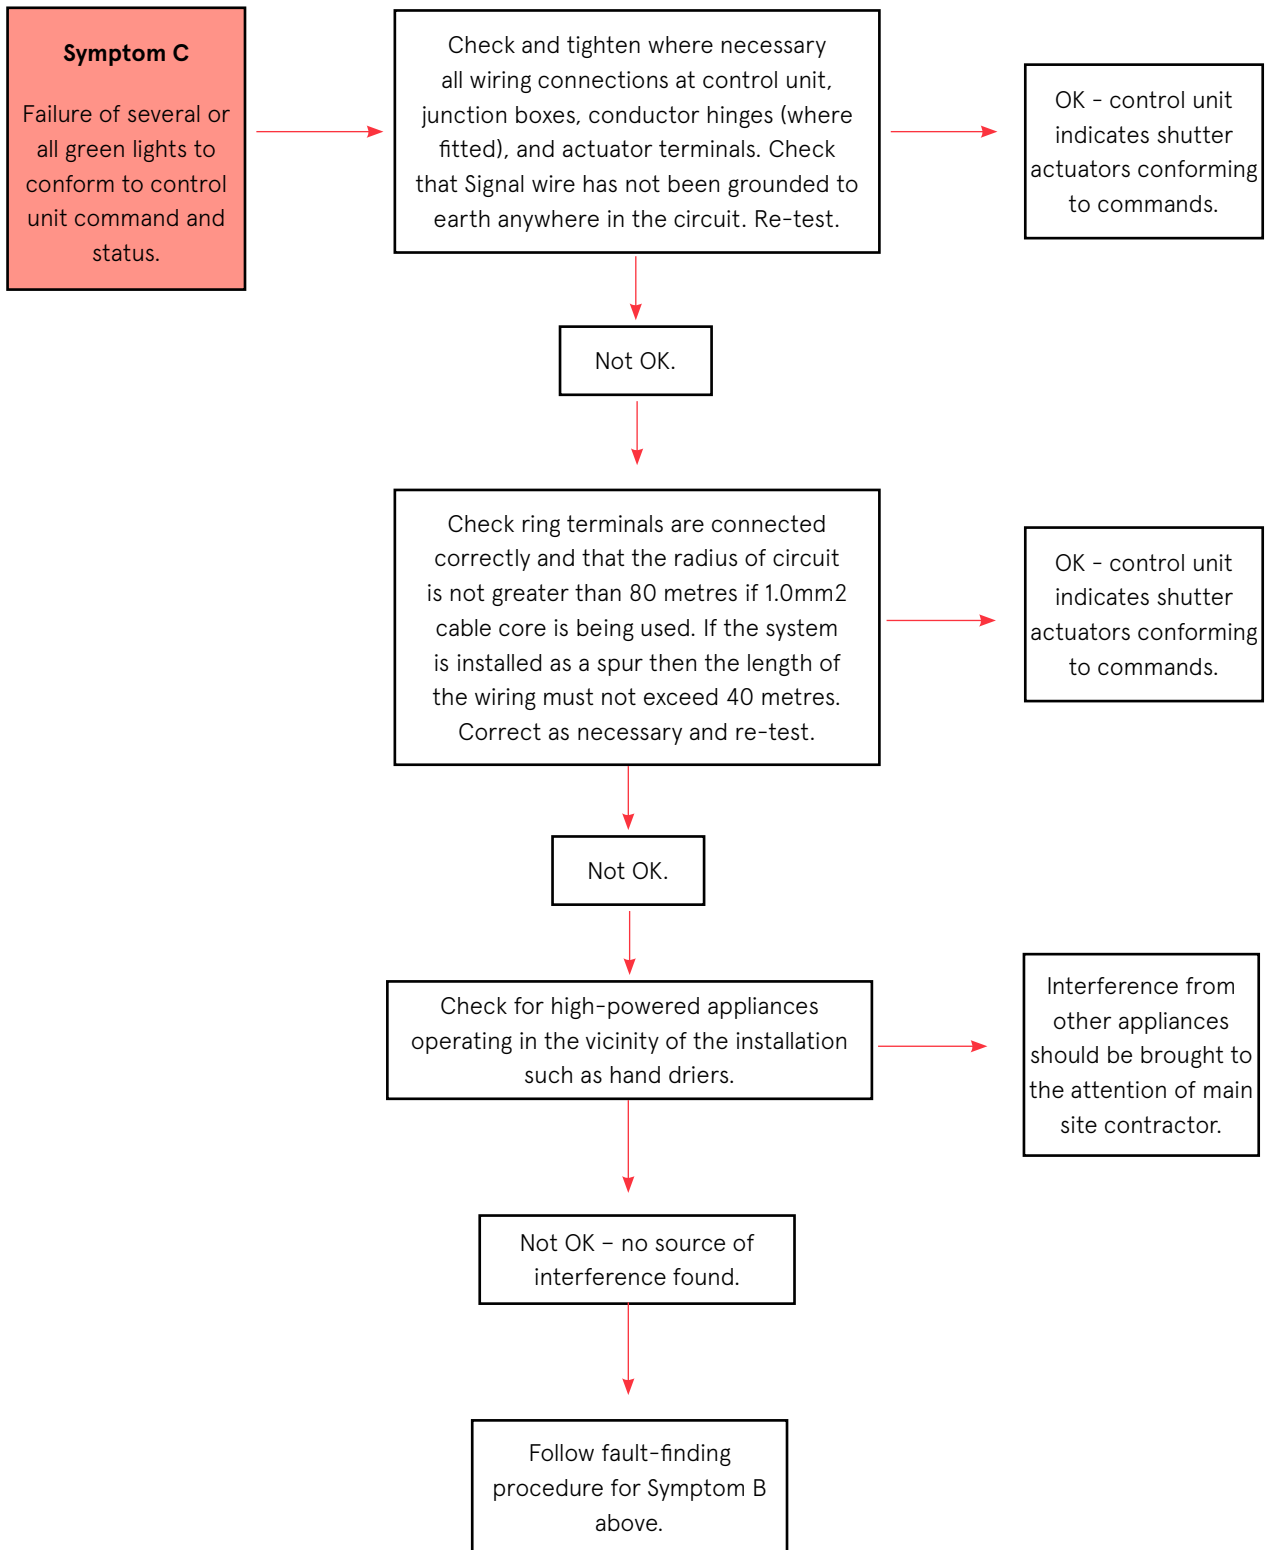 Symptom C
Failure of several or
all green lights to
conform to control
unit command and
status.
Check and tighten where necessary
all wiring connections at control unit,
junction boxes, conductor hinges (where
fitted), and actuator terminals. Check
that Signal wire has not been grounded to
earth anywhere in the circuit. Re-test.
OK - control unit
indicates shutter
actuators conforming
to commands.
Not OK.
Check ring terminals are connected
correctly and that the radius of circuit
is not greater than 80 metres if 1.0mm2
cable core is being used. If the system
is installed as a spur then the length of
the wiring must not exceed 40 metres.
Correct as necessary and re-test.
OK - control unit
indicates shutter
actuators conforming
to commands.
Not OK.
Check for high-powered appliances
operating in the vicinity of the installation
such as hand driers.
Interference from
other appliances
should be brought to
the attention of main
site contractor.
Not OK – no source of
interference found.
Follow fault-finding
procedure for Symptom B
above.